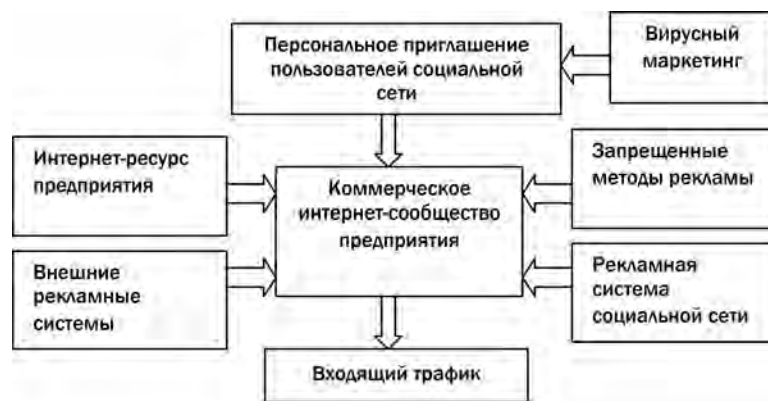 Персональное приглашение
пользователей социальной
сети
Вирусный
маркетинг
Интернет-ресурс
предприятия
Коммерческое
интернет-сообщество
предприятия
Запрещенные
методы рекламы
Внешние
рекламные
системы
Рекламная
система
социальной сети
Входящий трафик